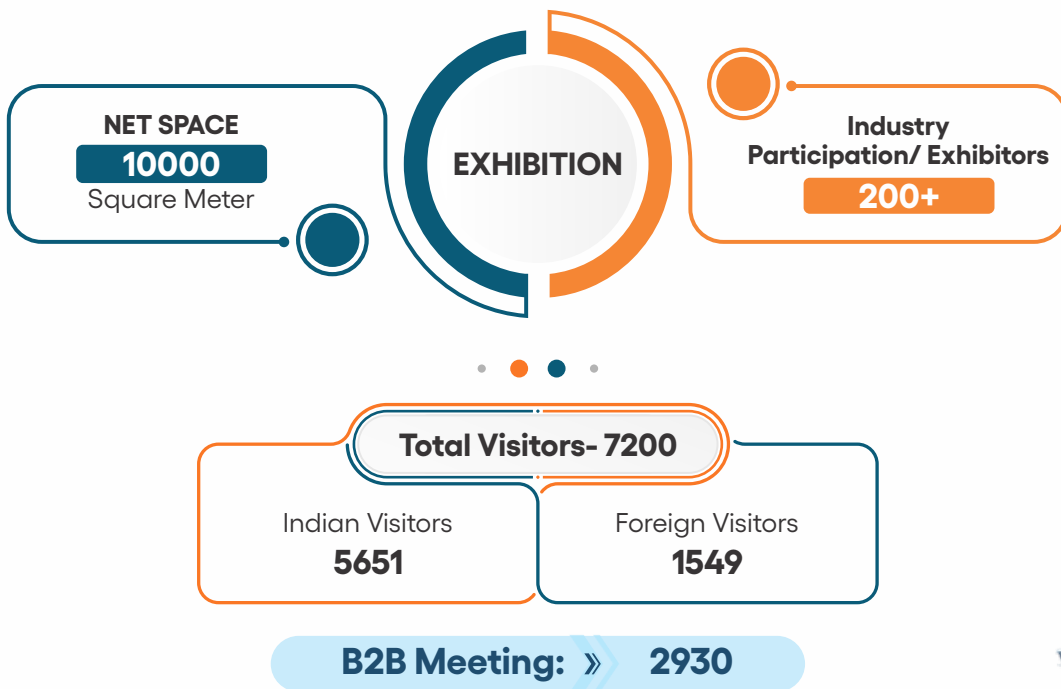 NET SPACE
10000
Square Meter
EXHIBITION
Industry
Participation/ Exhibitors
200+
Total Visitors- 7200
Indian Visitors
5651
Foreign Visitors
1549
B2B Meeting: » 2930